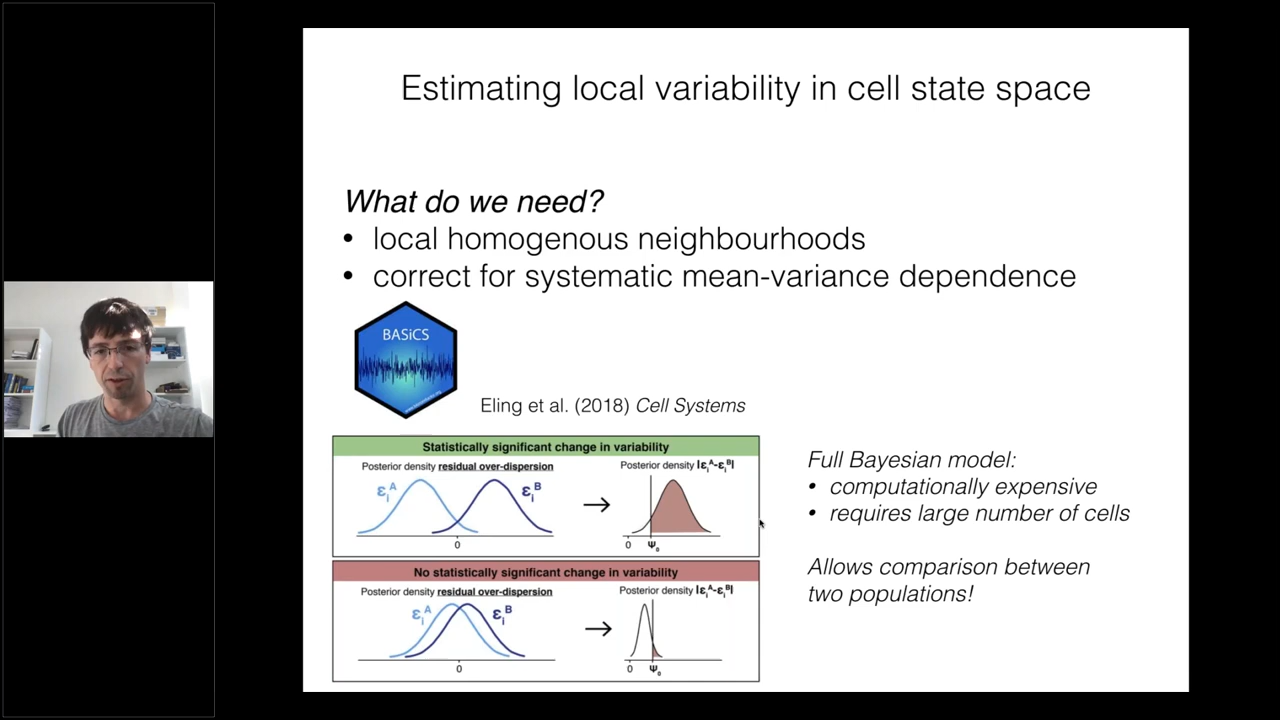 Estimating local variability in cell state space
What do we need?
• local homogenous neighbourhoods
• correct for systematic mean-variance dependence
BASiCS
Eling et al. (2018) Cell Systems
Statistically significant change in variability
Posterior density residual over-dispersion
Posterior density |εᵢᴬ-εᵢᴮ|
εᵢᴬ
εᵢᴮ
0
0 Ψ₀
No statistically significant change in variability
Posterior density residual over-dispersion
Posterior density |εᵢᴬ-εᵢᴮ|
εᵢᴬ
εᵢᴮ
0
0 Ψ₀
Full Bayesian model:
• computationally expensive
• requires large number of cells
Allows comparison between
two populations!